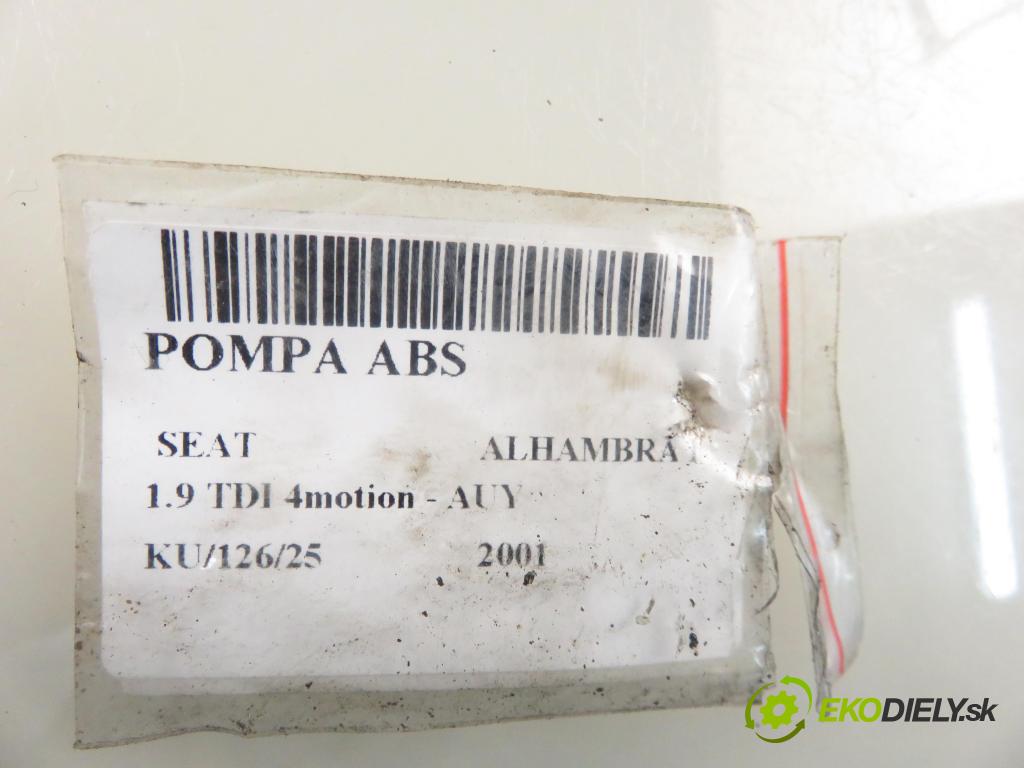 POMPA ABS
SEAT ALHAMBRA
1.9 TDI 4motion - AUY
KU/126/25 2001
EKODIELY.sk